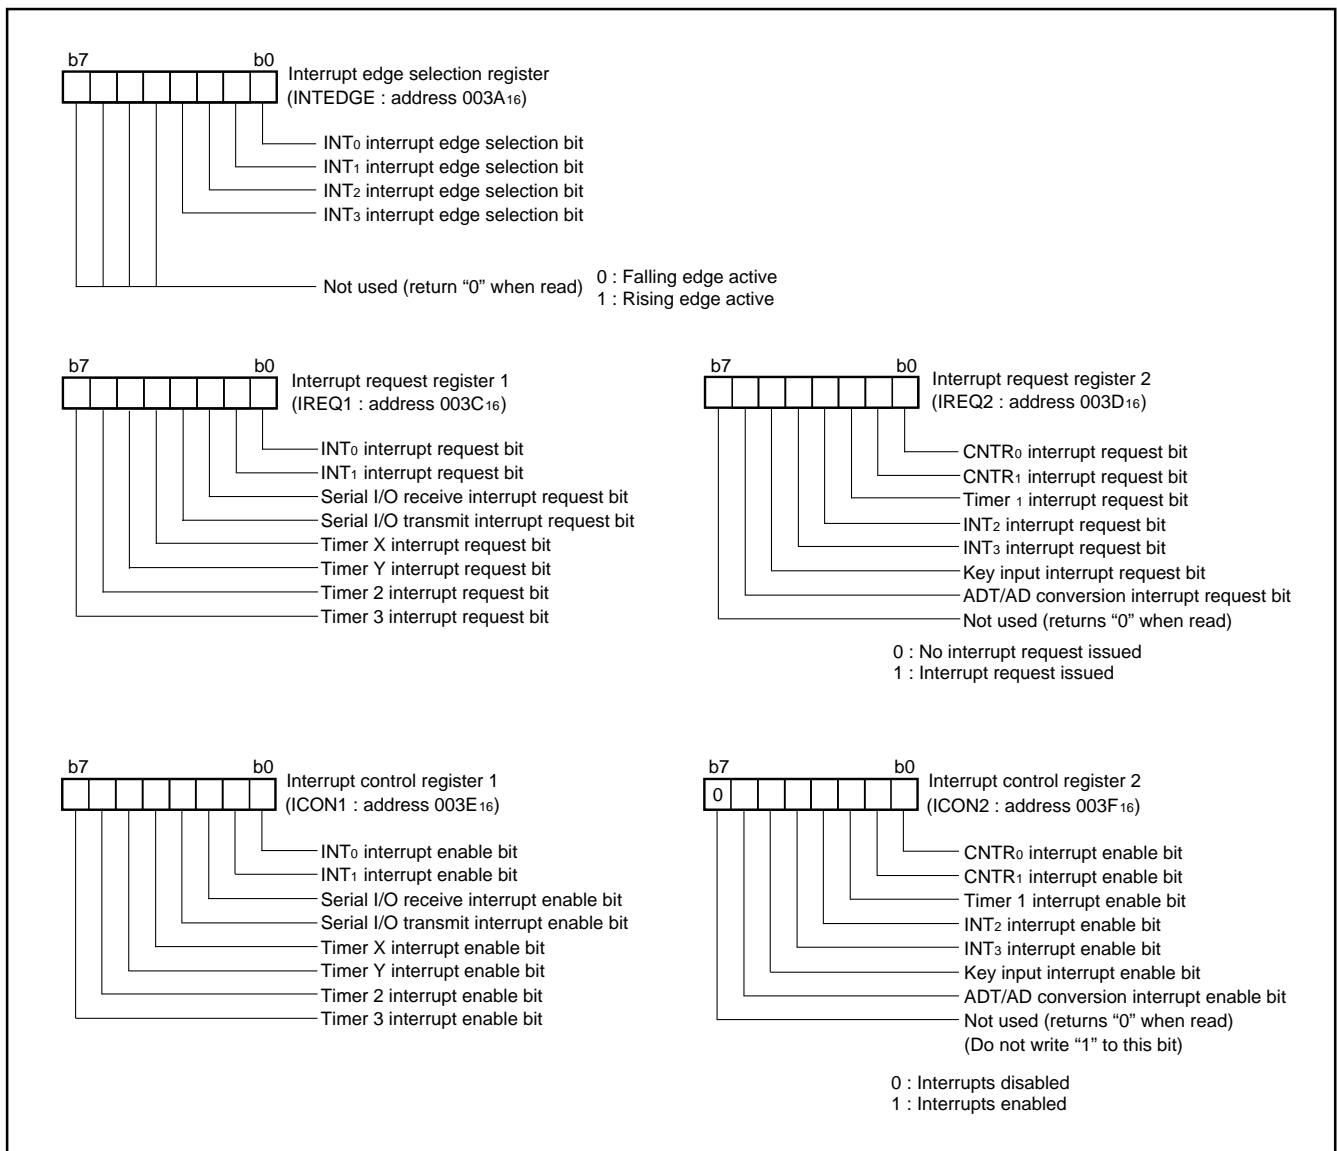 b7 b0
Interrupt edge selection register
(INTEDGE : address 003A₁₆)
INT₀ interrupt edge selection bit
INT₁ interrupt edge selection bit
INT₂ interrupt edge selection bit
INT₃ interrupt edge selection bit
Not used (return “0” when read)
0 : Falling edge active
1 : Rising edge active
b7 b0
Interrupt request register 1
(IREQ1 : address 003C₁₆)
INT₀ interrupt request bit
INT₁ interrupt request bit
Serial I/O receive interrupt request bit
Serial I/O transmit interrupt request bit
Timer X interrupt request bit
Timer Y interrupt request bit
Timer 2 interrupt request bit
Timer 3 interrupt request bit
b7 b0
Interrupt request register 2
(IREQ2 : address 003D₁₆)
CNTR₀ interrupt request bit
CNTR₁ interrupt request bit
Timer 1 interrupt request bit
INT₂ interrupt request bit
INT₃ interrupt request bit
Key input interrupt request bit
ADT/AD conversion interrupt request bit
Not used (returns “0” when read)
0 : No interrupt request issued
1 : Interrupt request issued
b7 b0
Interrupt control register 1
(ICON1 : address 003E₁₆)
INT₀ interrupt enable bit
INT₁ interrupt enable bit
Serial I/O receive interrupt enable bit
Serial I/O transmit interrupt enable bit
Timer X interrupt enable bit
Timer Y interrupt enable bit
Timer 2 interrupt enable bit
Timer 3 interrupt enable bit
b7 b0
0
Interrupt control register 2
(ICON2 : address 003F₁₆)
CNTR₀ interrupt enable bit
CNTR₁ interrupt enable bit
Timer 1 interrupt enable bit
INT₂ interrupt enable bit
INT₃ interrupt enable bit
Key input interrupt enable bit
ADT/AD conversion interrupt enable bit
Not used (returns “0” when read)
(Do not write “1” to this bit)
0 : Interrupts disabled
1 : Interrupts enabled